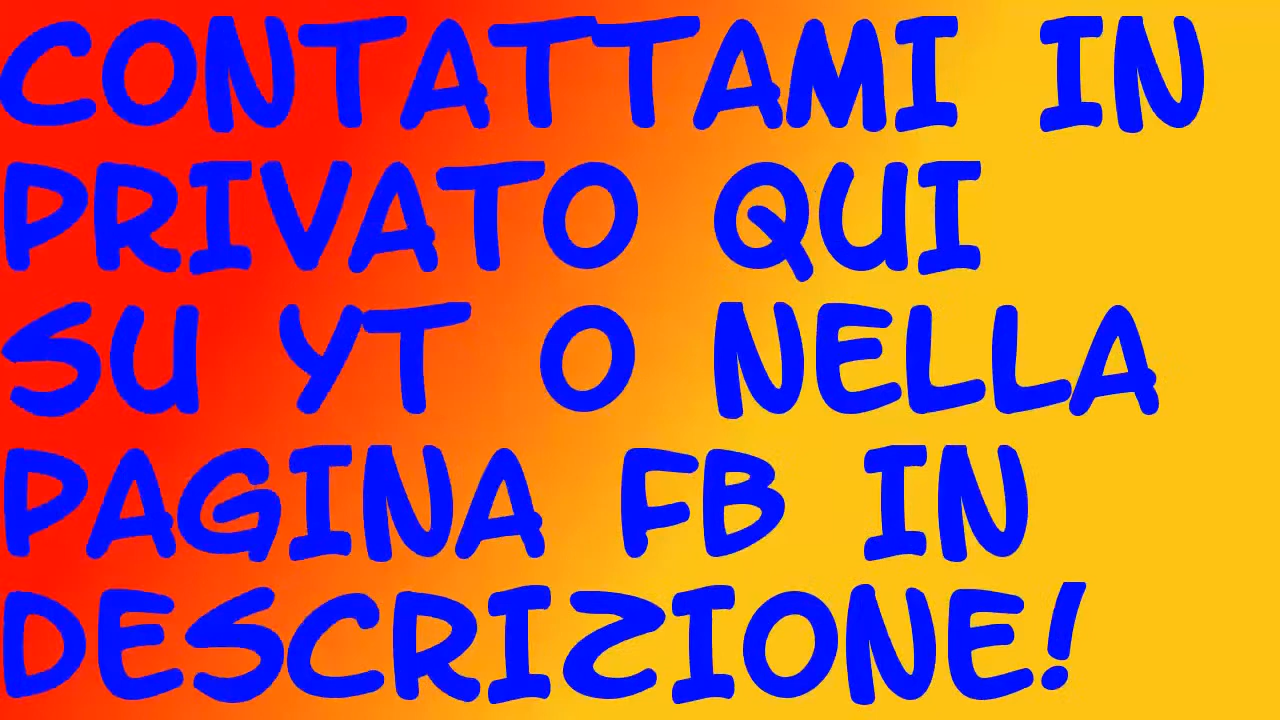 CONTATTAMI IN
PRIVATO QUI
SU YT O NELLA
PAGINA FB IN
DESCRIZIONE!